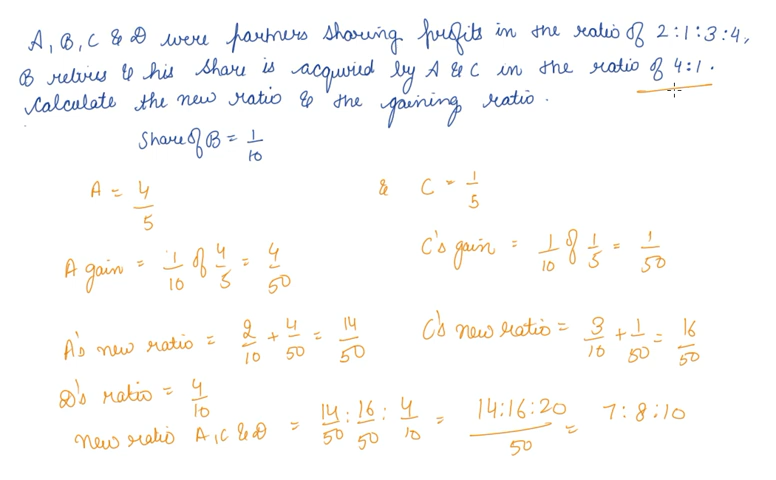 A, B, C & D were partners sharing profits in the ratio of 2:1:3:4,
B retires & his share is acquried by A & C in the ratio of 4:1.
Calculate the new ratio & the gaining ratio.
Share of B = 1/10
A = 4/5 & C = 1/5
A gain = 1/10 of 4/5 = 4/50
C's gain = 1/10 of 1/5 = 1/50
A's new ratio = 2/10 + 4/50 = 14/50
C's new ratio = 3/10 + 1/50 = 16/50
D's ratio = 4/10
New ratio A, C & D = 14/50 : 16/50 : 4/10 = 14:16:20/50 = 7:8:10